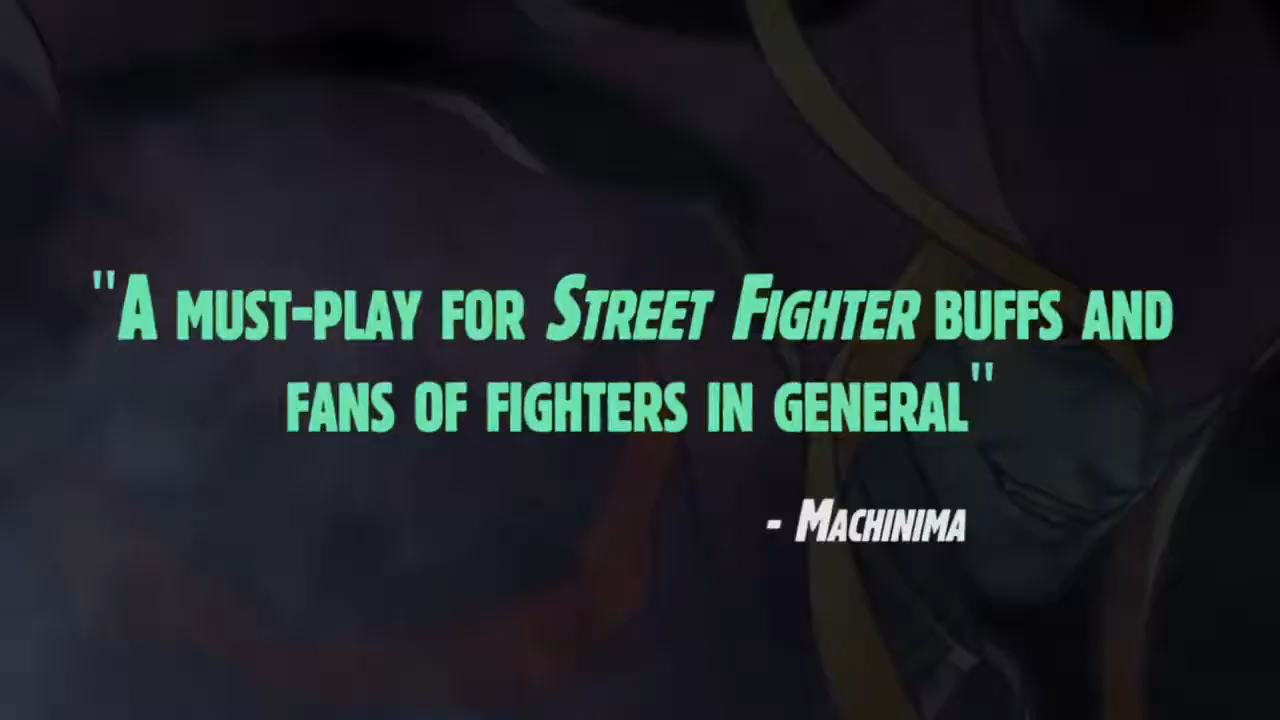 "A must-play for Street Fighter buffs and
fans of fighters in general"
- Machinima